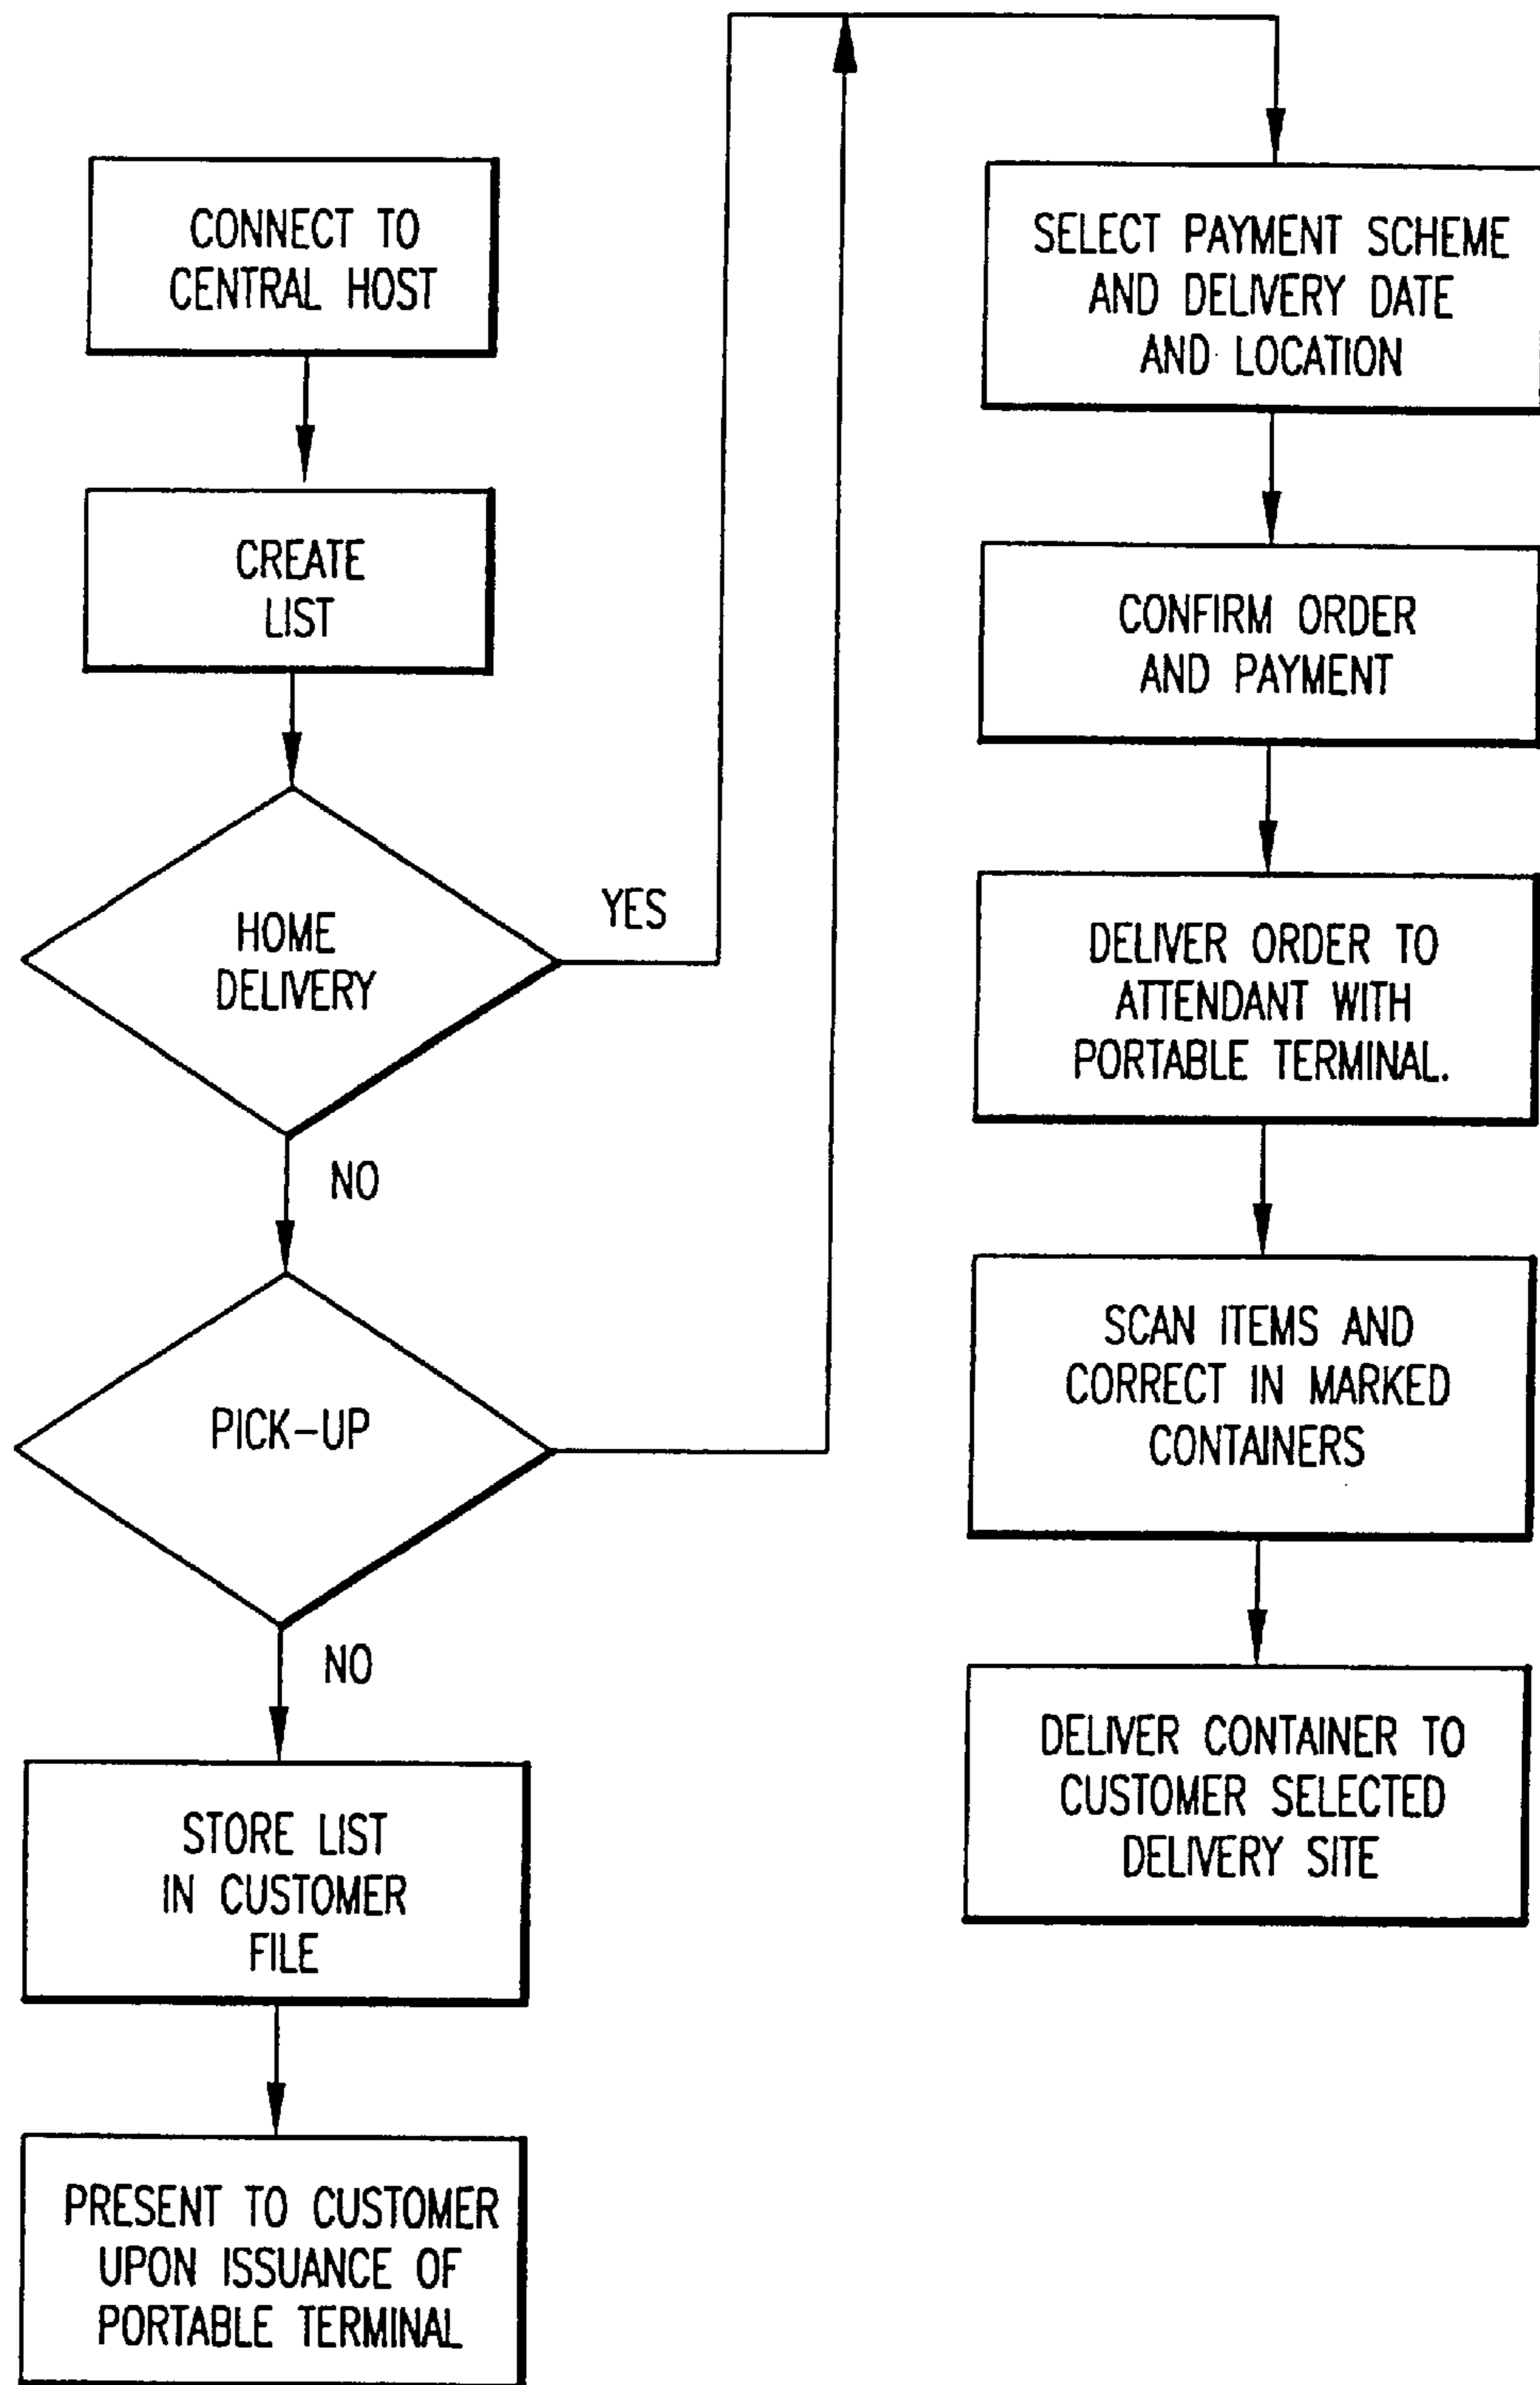 CONNECT TO
CENTRAL HOST
CREATE
LIST
HOME
DELIVERY
YES
NO
PICK-UP
NO
STORE LIST
IN CUSTOMER
FILE
PRESENT TO CUSTOMER
UPON ISSUANCE OF
PORTABLE TERMINAL
SELECT PAYMENT SCHEME
AND DELIVERY DATE
AND LOCATION
CONFIRM ORDER
AND PAYMENT
DELIVER ORDER TO
ATTENDANT WITH
PORTABLE TERMINAL.
SCAN ITEMS AND
CORRECT IN MARKED
CONTAINERS
DELIVER CONTAINER TO
CUSTOMER SELECTED
DELIVERY SITE